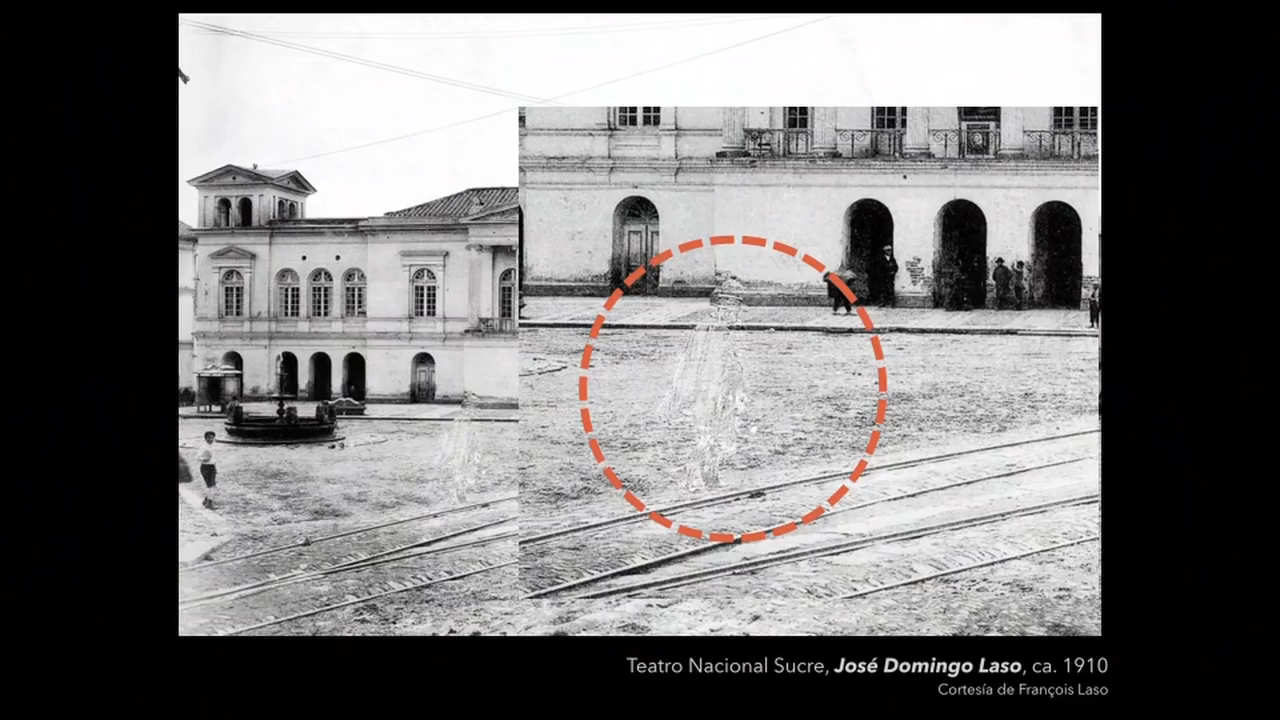 Teatro Nacional Sucre, José Domingo Laso, ca. 1910
Cortesía de François Laso